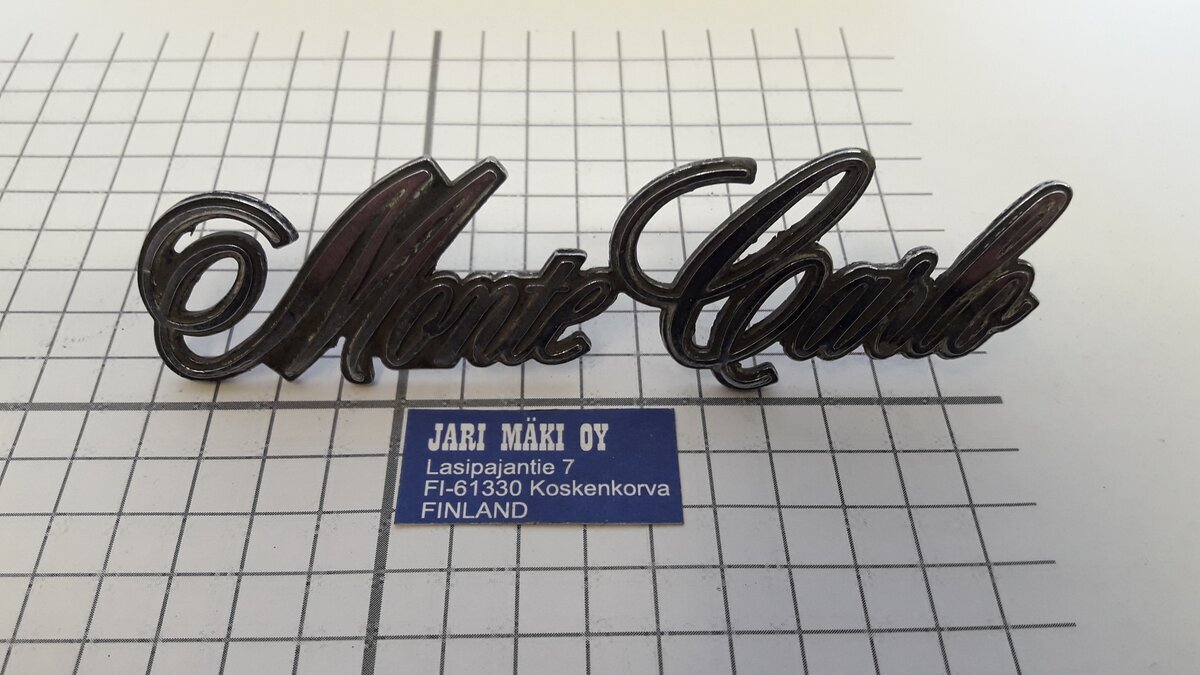 Monte Carlo
JARI MÄKI OY
Lasipajantie 7
FI-61330 Koskenkorva
FINLAND